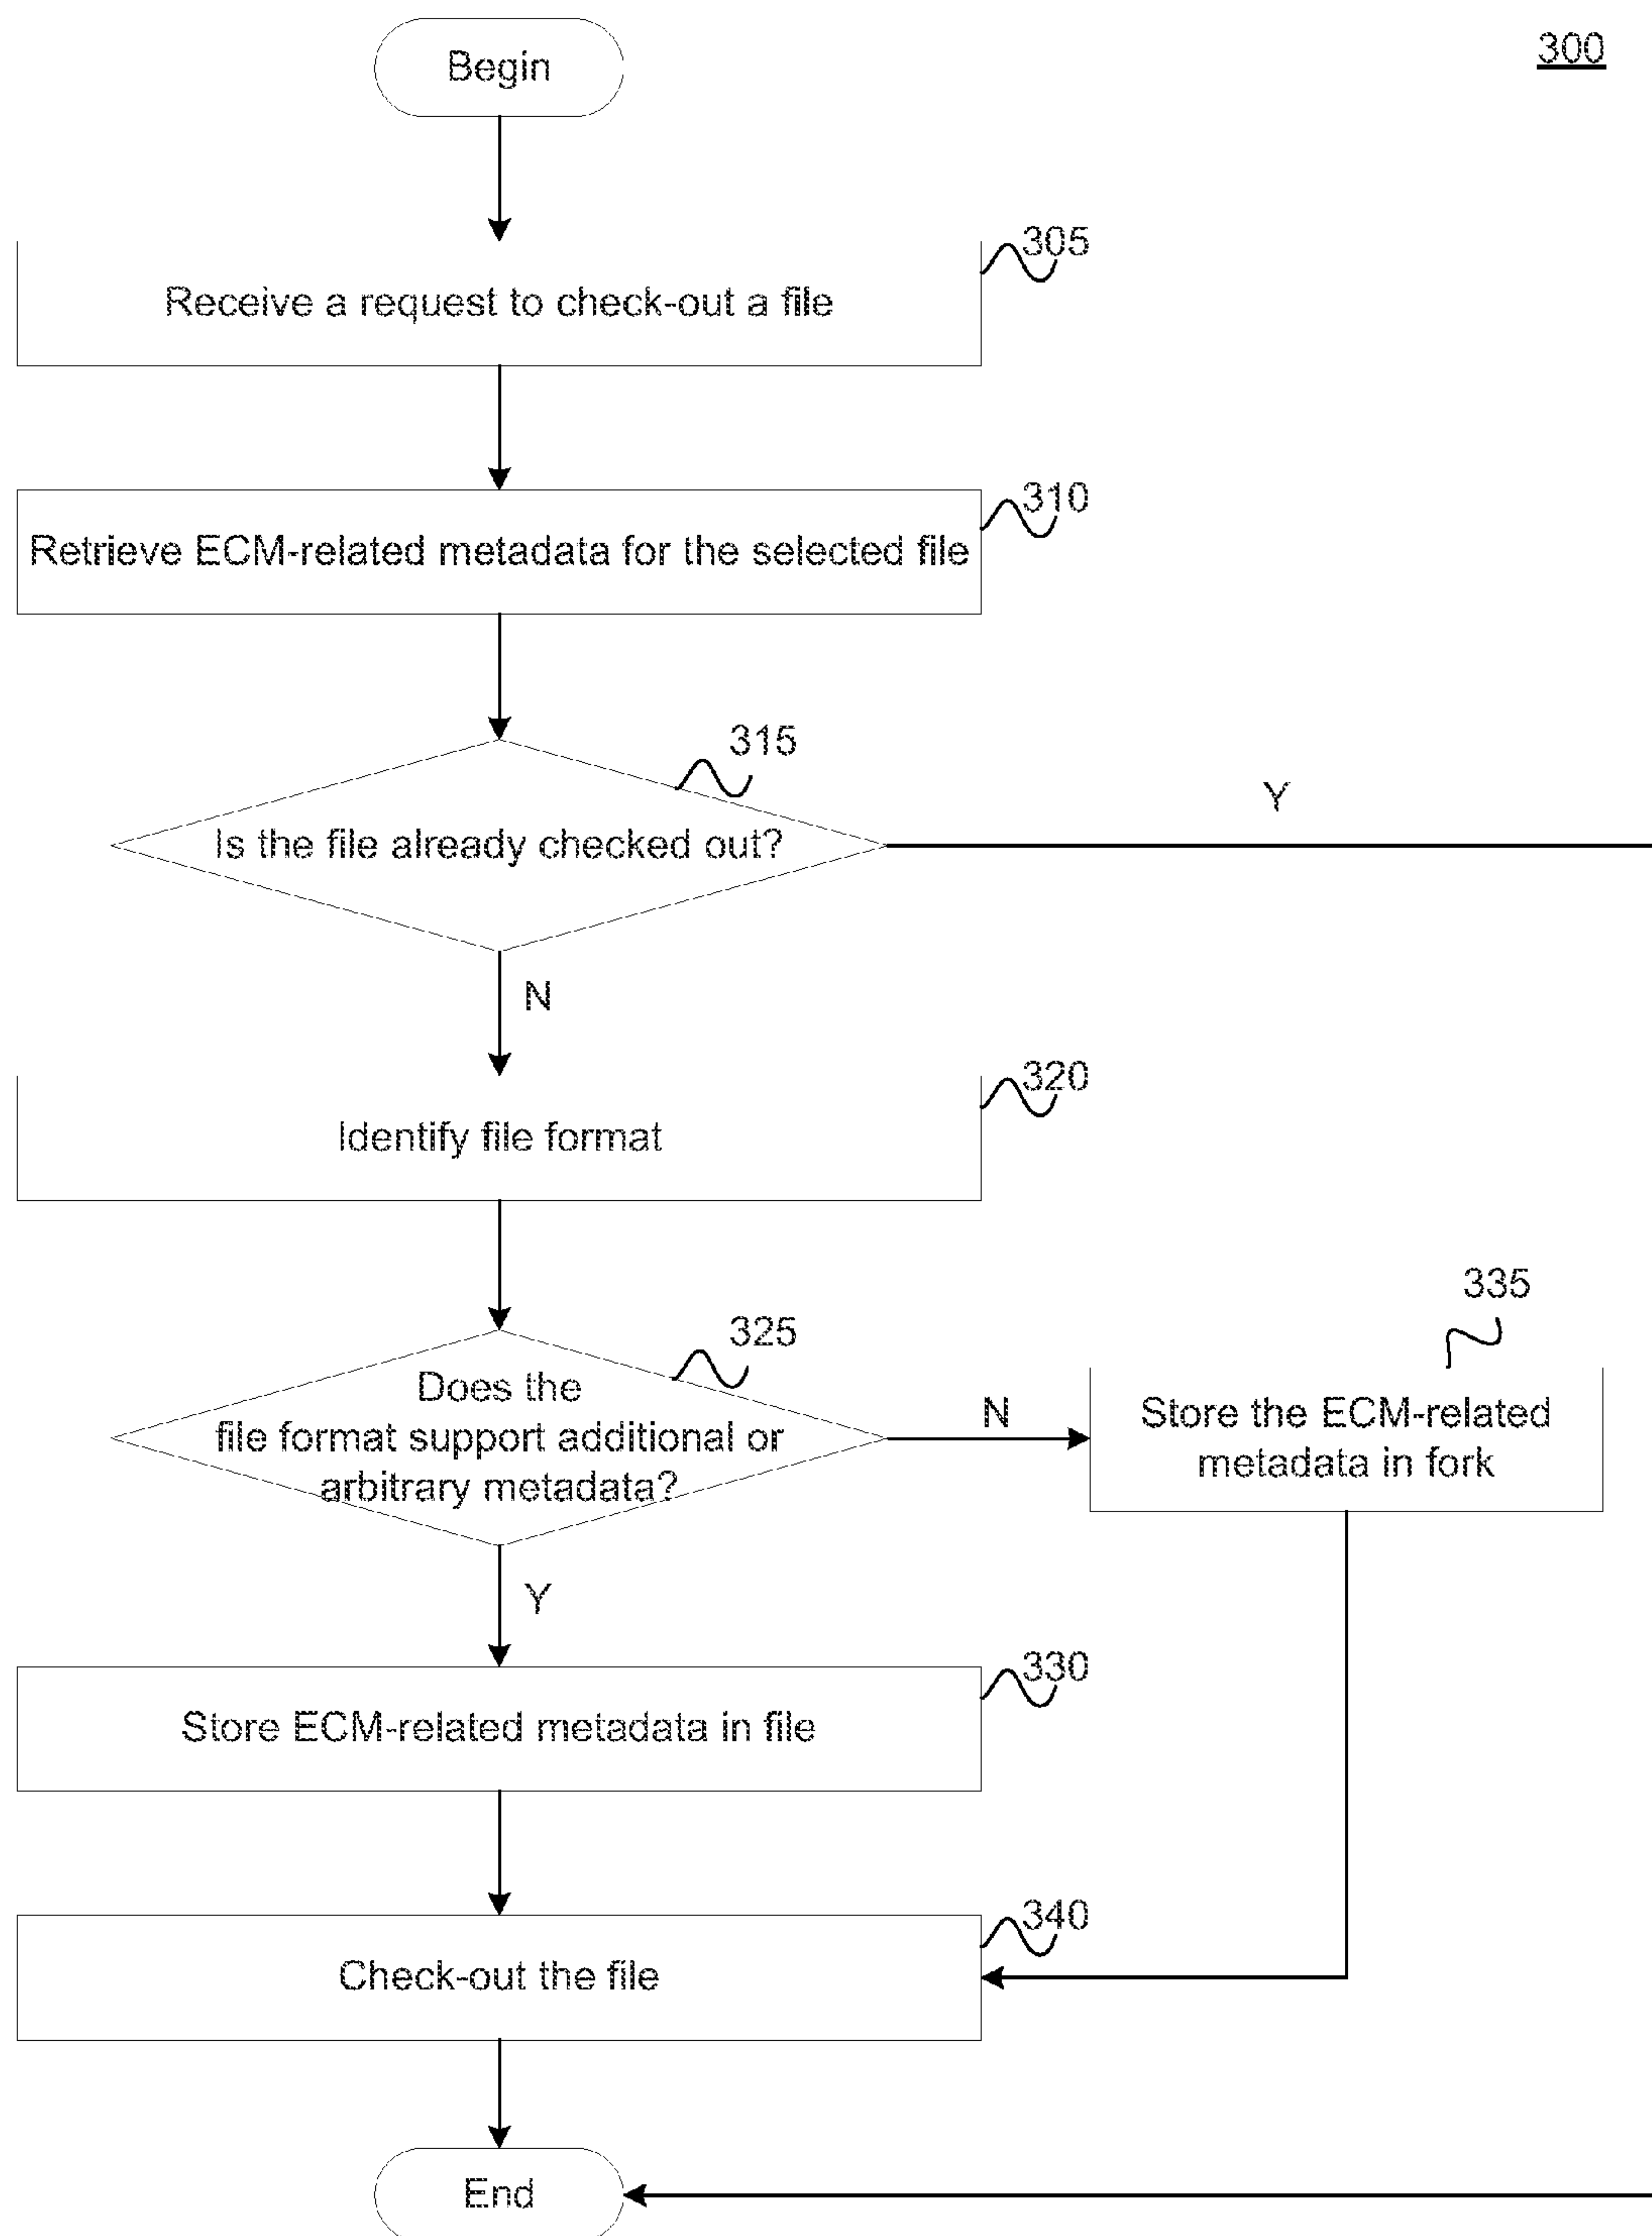 300
Begin
305
Receive a request to check-out a file
310
Retrieve ECM-related metadata for the selected file
315
Is the file already checked out?
Y
N
320
Identify file format
325
Does the
file format support additional or
arbitrary metadata?
N
335
Store the ECM-related
metadata in fork
Y
330
Store ECM-related metadata in file
340
Check-out the file
End